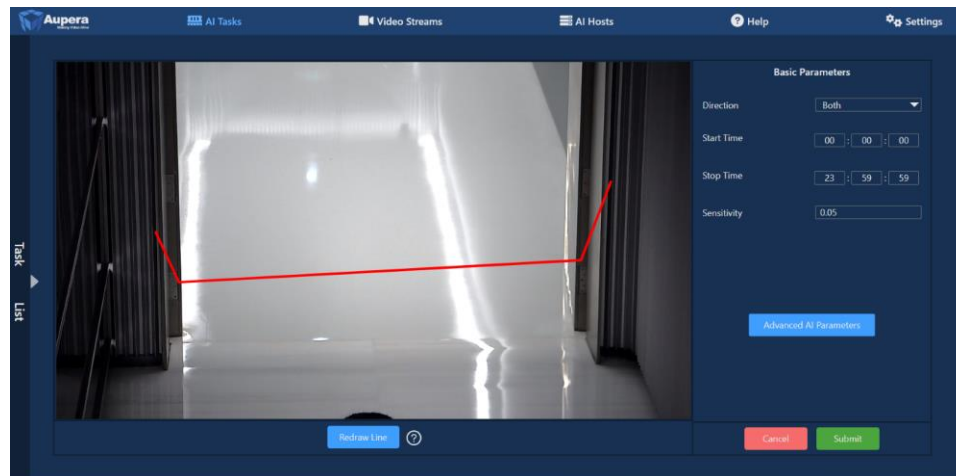 Aupera
AI Tasks
Video Streams
AI Hosts
Help
Settings
Task List
Basic Parameters
Direction
Both
Start Time
00 : 00 : 00
Stop Time
23 : 59 : 59
Sensitivity
0.05
Advanced AI Parameters
Redraw Line
?
Cancel
Submit